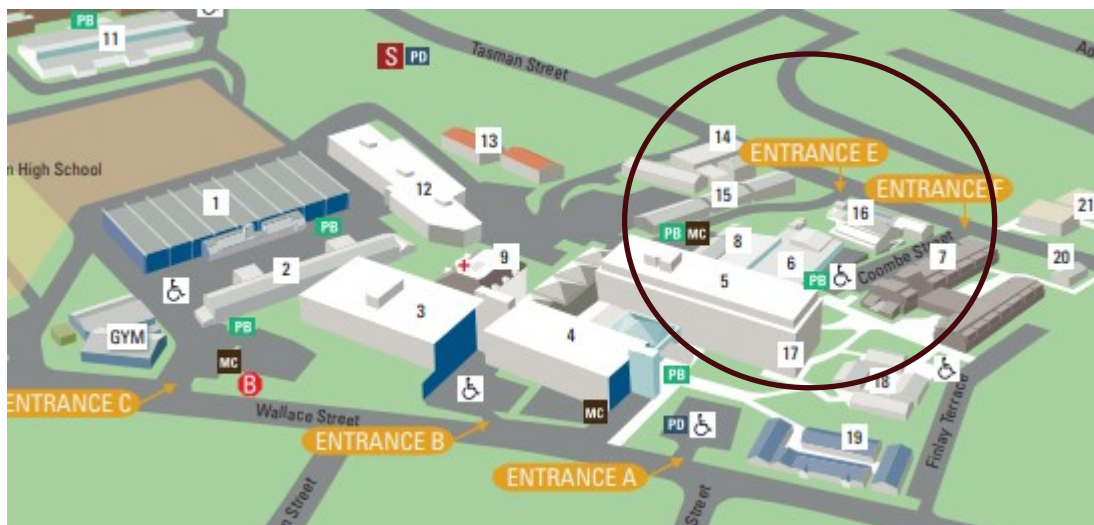 PB
11
S PD
Tasman Street
n High School
13
14
ENTRANCE E
12
1
15
ENTRANCE F
16
21
PB
PB MC
8
9
2
6
Coombe Street
7
20
5
PB
3
4
PB
GYM
17
MC
B
PB
18
ENTRANCE C
Wallace Street
MC
PD
ENTRANCE B
19
Finlay Terrace
ENTRANCE A
Street
Street